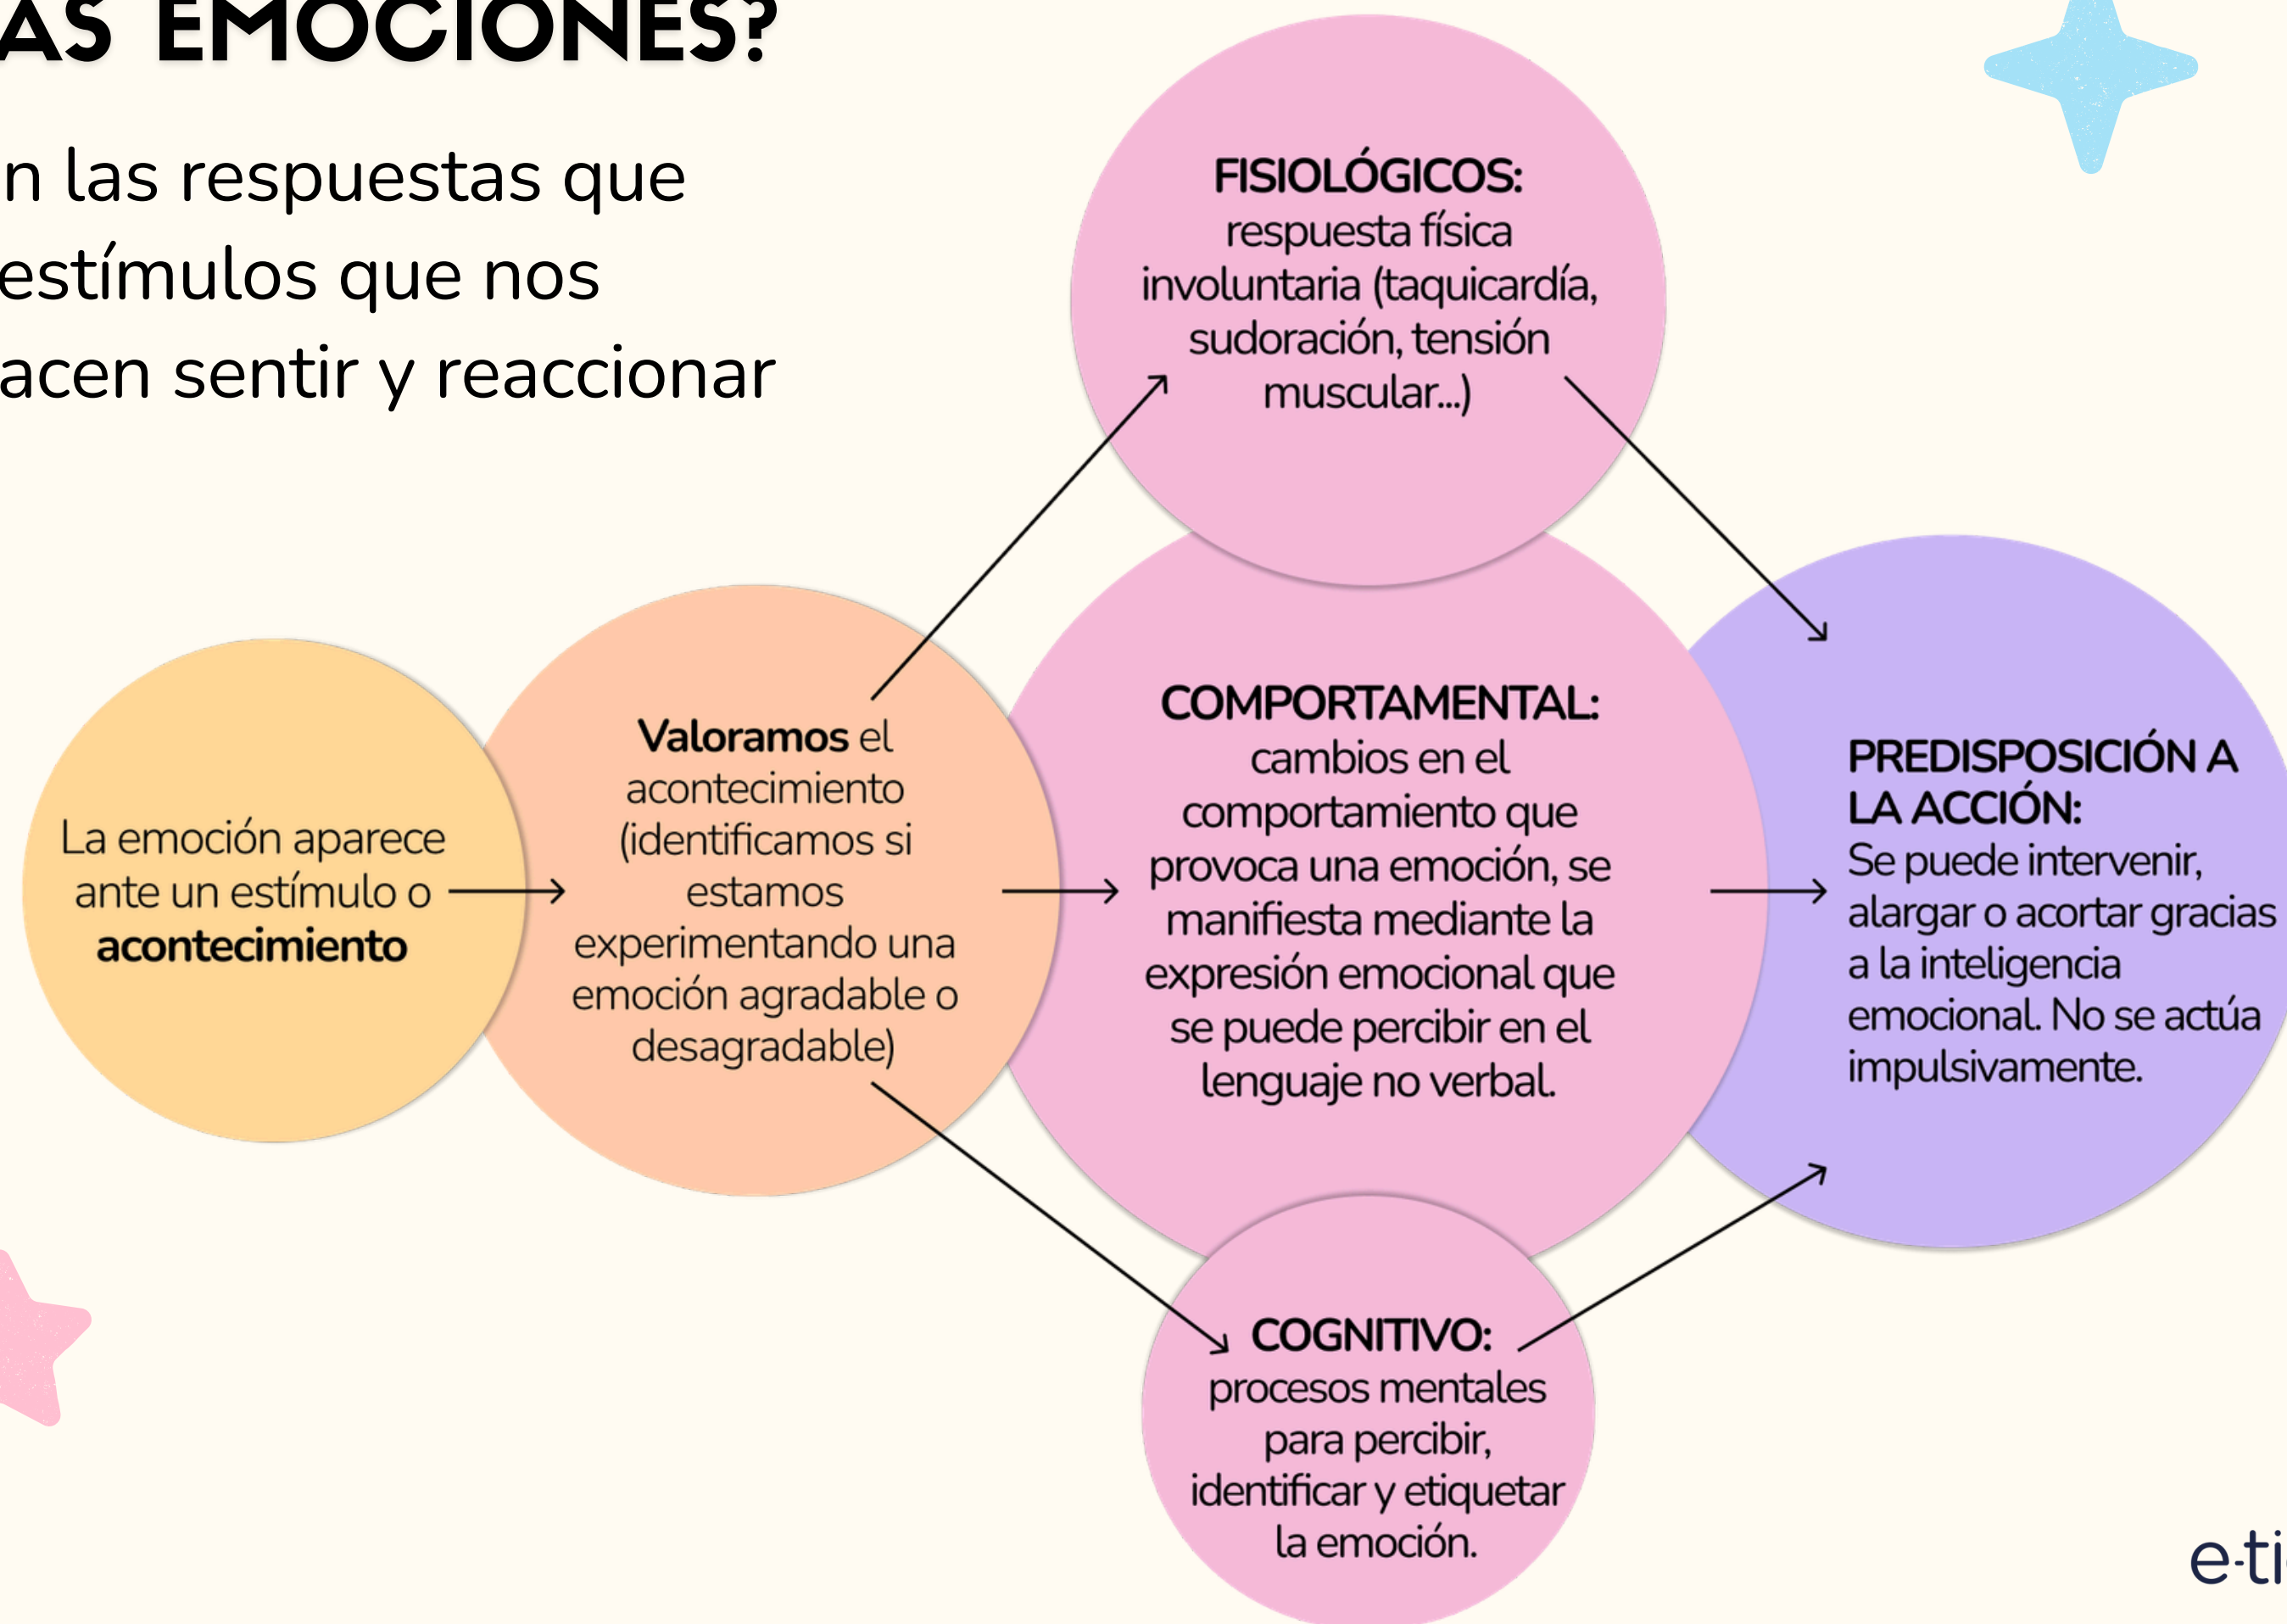 AS EMOCIONES?
n las respuestas que
estímulos que nos
acen sentir y reaccionar
La emoción aparece
ante un estímulo o
acontecimiento
Valoramos el
acontecimiento
(identificamos si
estamos
experimentando una
emoción agradable o
desagradable)
FISIOLÓGICOS:
respuesta física
involuntaria (taquicardía,
sudoración, tensión
muscular...)
COMPORTAMENTAL:
cambios en el
comportamiento que
provoca una emoción, se
manifiesta mediante la
expresión emocional que
se puede percibir en el
lenguaje no verbal.
COGNITIVO:
procesos mentales
para percibir,
identificar y etiquetar
la emoción.
PREDISPOSICIÓN A
LA ACCIÓN:
Se puede intervenir,
alargar o acortar gracias
a la inteligencia
emocional. No se actúa
impulsivamente.
e-ti